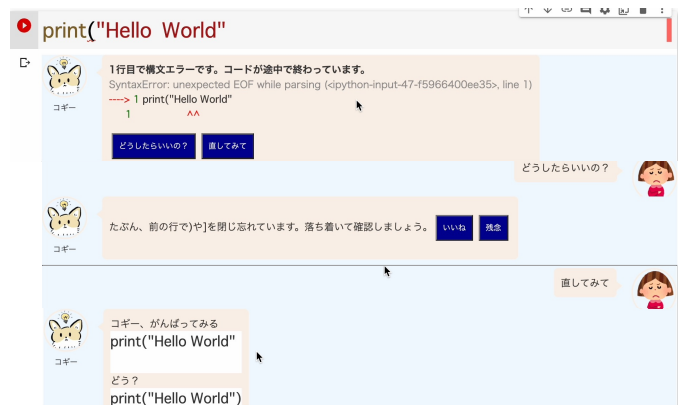 print("Hello World"
1行目で構文エラーです。コードが途中で終わっています。
SyntaxError: unexpected EOF while parsing (<ipython-input-47-f5966400ee35>, line 1)
----> 1 print("Hello World"
1 ^^
コギー
どうしたらいいの? 直してみて
どうしたらいいの?
たぶん、前の行で)や]を閉じ忘れています。落ち着いて確認しましょう。 いいね 残念
コギー
直してみて
コギー、がんばってみる
print("Hello World"
コギー
どう?
print("Hello World")